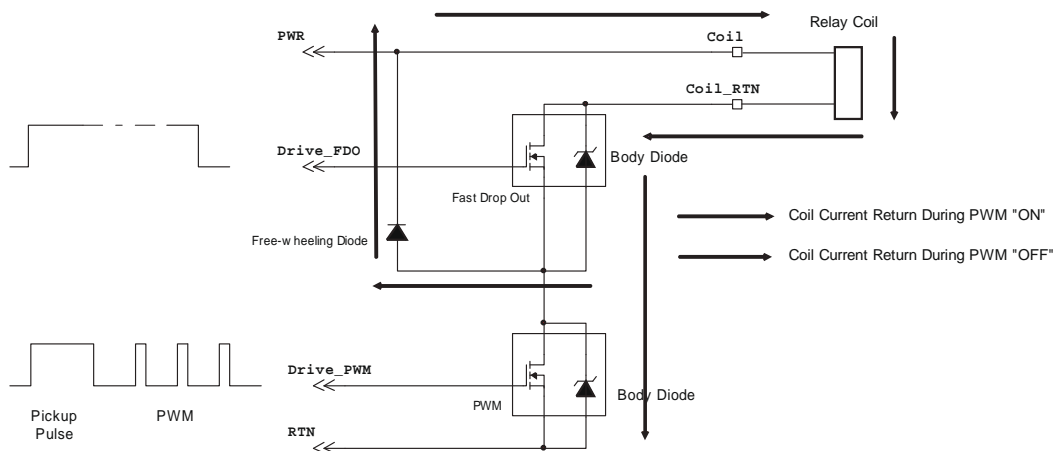 Relay Coil
PWR
Coil
Coil_RTN
Drive_FDO
Body Diode
Fast Drop Out
Free-w heeling Diode
Coil Current Return During PWM "ON"
Coil Current Return During PWM "OFF"
Drive_PWM
PWM
Body Diode
Pickup
Pulse
PWM
RTN